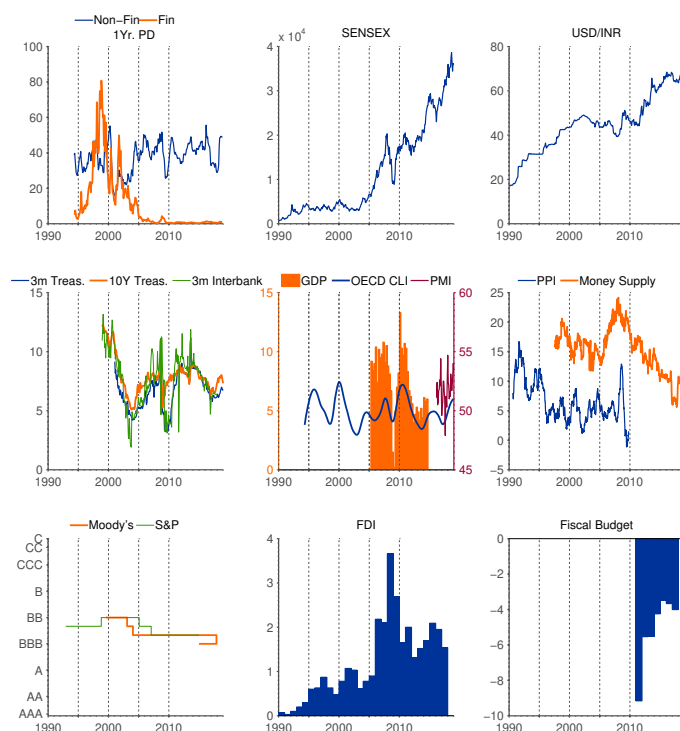 Non-Fin Fin
1Yr. PD
100
80
60
40
20
0
1990 2000 2010
× 10⁴
SENSEX
4
3
2
1
0
1990 2000 2010
USD/INR
80
60
40
20
0
1990 2000 2010
3m Treas. 10Y Treas. 3m Interbank
15
10
5
0
1990 2000 2010
GDP OECD CLI PMI
15
10
5
0
60
55
50
45
1990 2000 2010
PPI Money Supply
25
20
15
10
5
0
−5
1990 2000 2010
Moody's S&P
C
CC
CCC
B
BB
BBB
A
AA
AAA
1990 2000 2010
FDI
4
3
2
1
0
1990 2000 2010
Fiscal Budget
0
−2
−4
−6
−8
−10
1990 2000 2010